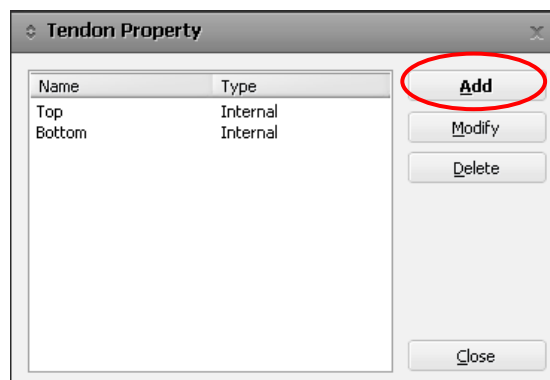 Tendon Property
Name Type Add
Top Internal
Bottom Internal Modify
Delete
Close